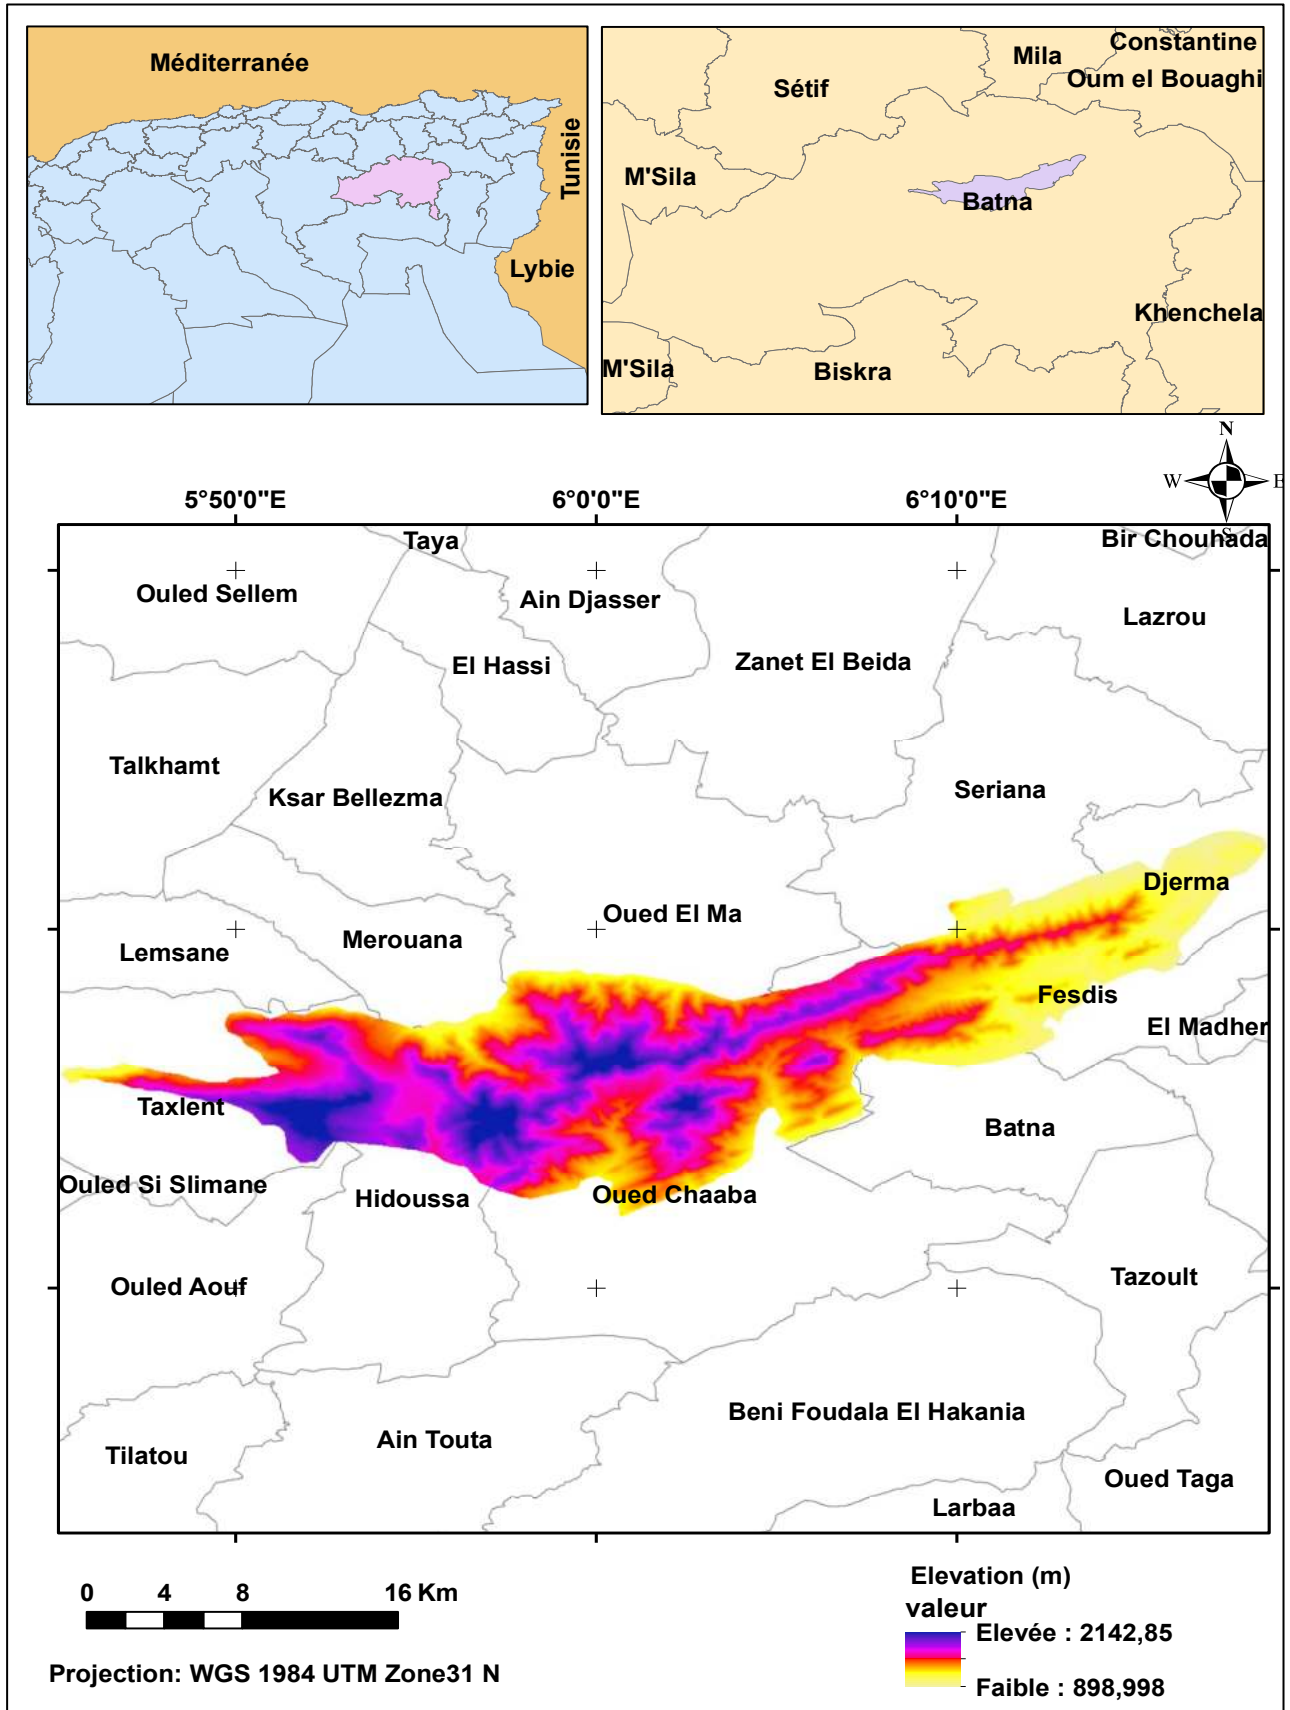 Méditerranée
Tunisie
Lybie
Constantine
Mila
Oum el Bouaghi
Sétif
M'Sila
Batna
Khenchela
M'Sila
Biskra
N
W
E
S
5°50'0"E
6°0'0"E
6°10'0"E
Taya
Bir Chouhada
Ouled Sellem
Ain Djasser
Lazrou
El Hassi
Zanet El Beida
Talkhamt
Ksar Bellezma
Seriana
Djerma
Oued El Ma
Merouana
Lemsane
Fesdis
El Madher
Taxlent
Batna
Ouled Si Slimane
Hidoussa
Oued Chaaba
Ouled Aouf
Tazoult
Beni Foudala El Hakania
Ain Touta
Tilatou
Oued Taga
Larbaa
0 4 8 16 Km
Projection: WGS 1984 UTM Zone31 N
Elevation (m)
valeur
Elevée : 2142,85
Faible : 898,998